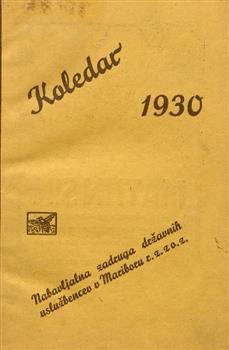 Koledar
1930
Nabavljalna zadruga državnih
uslužbencev v Mariboru r. z. z o. z.